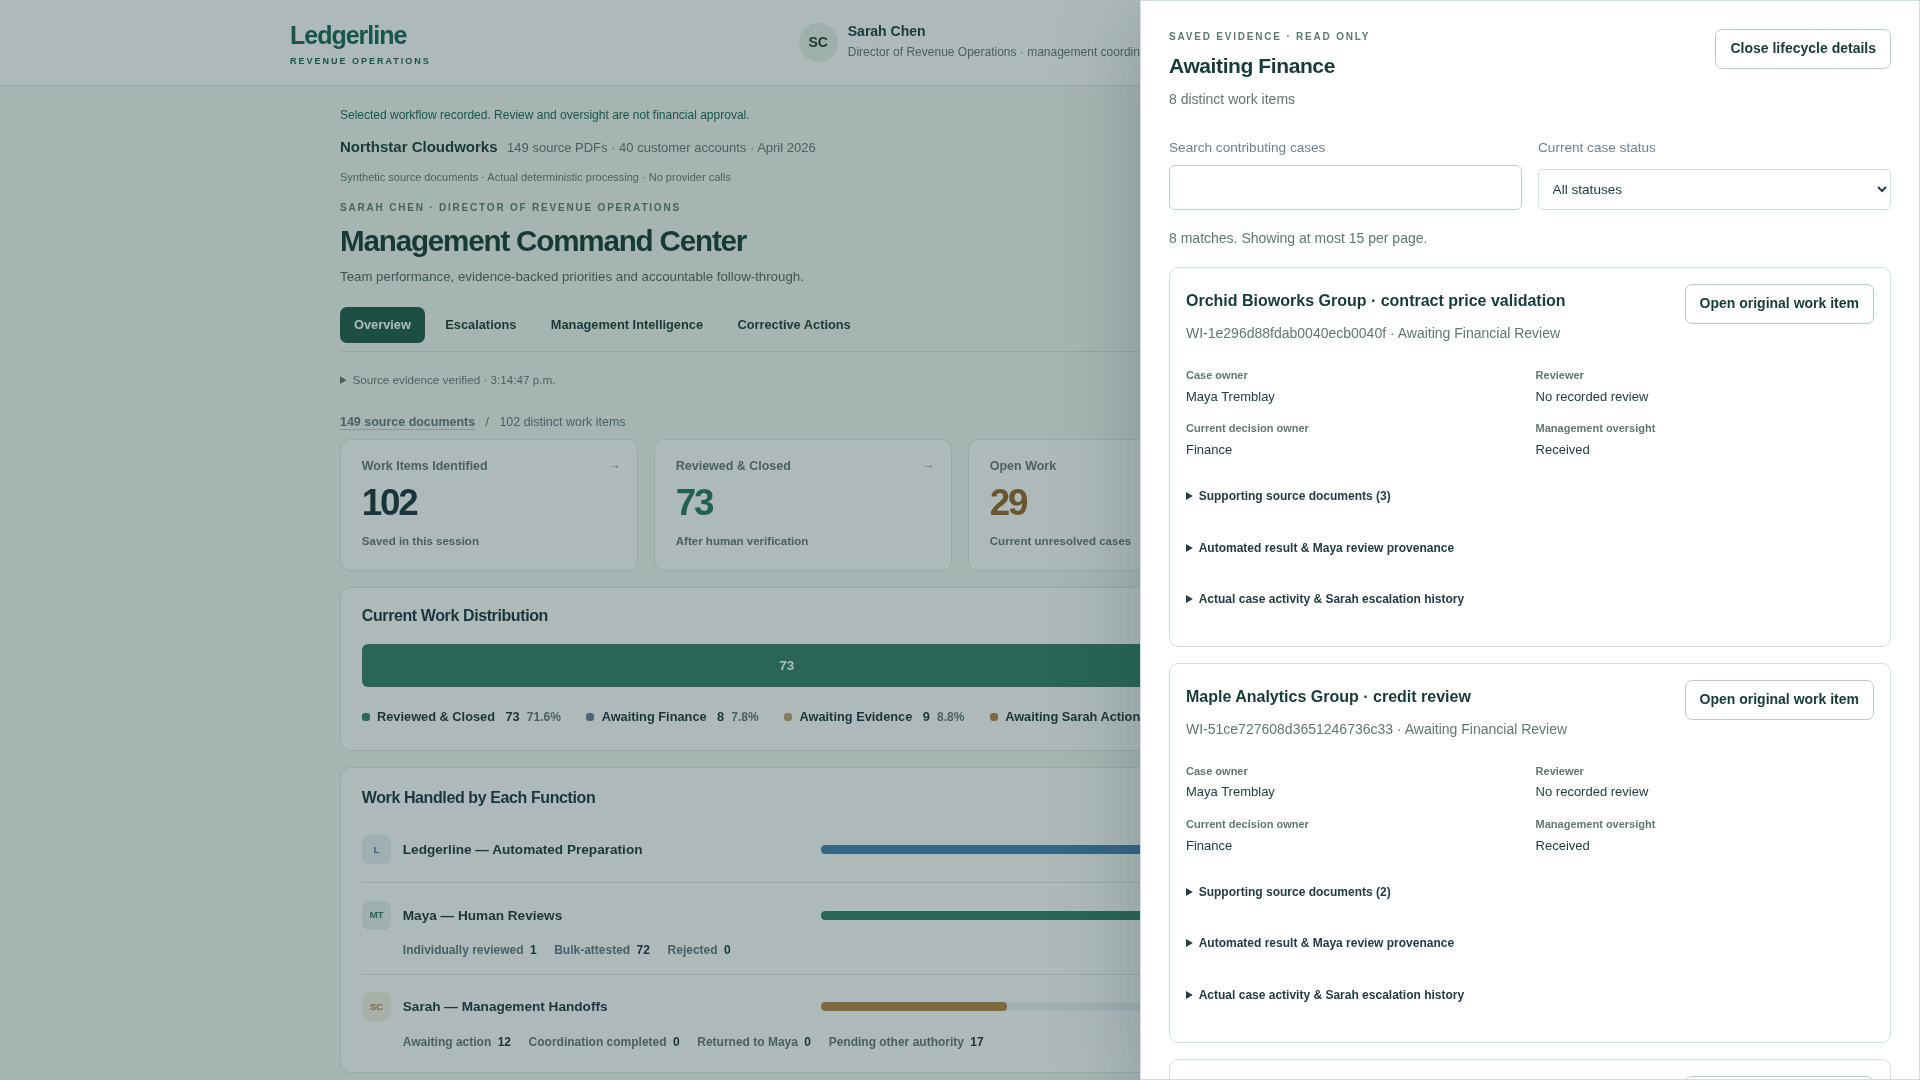 Ledgerline
REVENUE OPERATIONS
SC
Sarah Chen
Director of Revenue Operations · management coordin
Selected workflow recorded. Review and oversight are not financial approval.
Northstar Cloudworks 149 source PDFs · 40 customer accounts · April 2026
Synthetic source documents · Actual deterministic processing · No provider calls
SARAH CHEN · DIRECTOR OF REVENUE OPERATIONS
Management Command Center
Team performance, evidence-backed priorities and accountable follow-through.
Overview Escalations Management Intelligence Corrective Actions
▶ Source evidence verified · 3:14:47 p.m.
149 source documents / 102 distinct work items
Work Items Identified →
102
Saved in this session
Reviewed & Closed →
73
After human verification
Open Work
29
Current unresolved cases
Current Work Distribution
73
Reviewed & Closed 73 71.6% Awaiting Finance 8 7.8% Awaiting Evidence 9 8.8% Awaiting Sarah Action
Work Handled by Each Function
L Ledgerline — Automated Preparation
MT Maya — Human Reviews
Individually reviewed 1 Bulk-attested 72 Rejected 0
SC Sarah — Management Handoffs
Awaiting action 12 Coordination completed 0 Returned to Maya 0 Pending other authority 17
SAVED EVIDENCE · READ ONLY
Close lifecycle details
Awaiting Finance
8 distinct work items
Search contributing cases
Current case status
All statuses
8 matches. Showing at most 15 per page.
Orchid Bioworks Group · contract price validation
Open original work item
WI-1e296d88fdab0040ecb0040f · Awaiting Financial Review
Case owner
Maya Tremblay
Reviewer
No recorded review
Current decision owner
Finance
Management oversight
Received
▶ Supporting source documents (3)
▶ Automated result & Maya review provenance
▶ Actual case activity & Sarah escalation history
Maple Analytics Group · credit review
Open original work item
WI-51ce727608d3651246736c33 · Awaiting Financial Review
Case owner
Maya Tremblay
Reviewer
No recorded review
Current decision owner
Finance
Management oversight
Received
▶ Supporting source documents (2)
▶ Automated result & Maya review provenance
▶ Actual case activity & Sarah escalation history